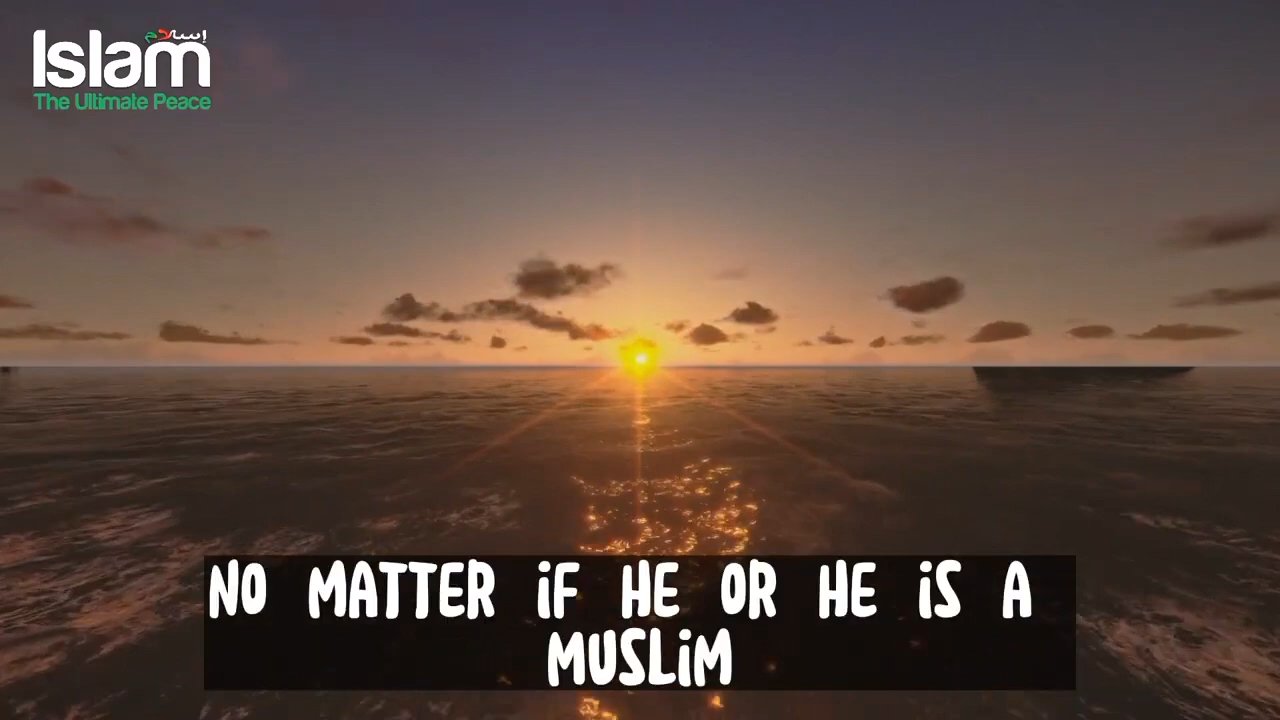 إسلام
Islam
The Ultimate Peace
NO MATTER iF HE OR HE iS A
MUSLiM